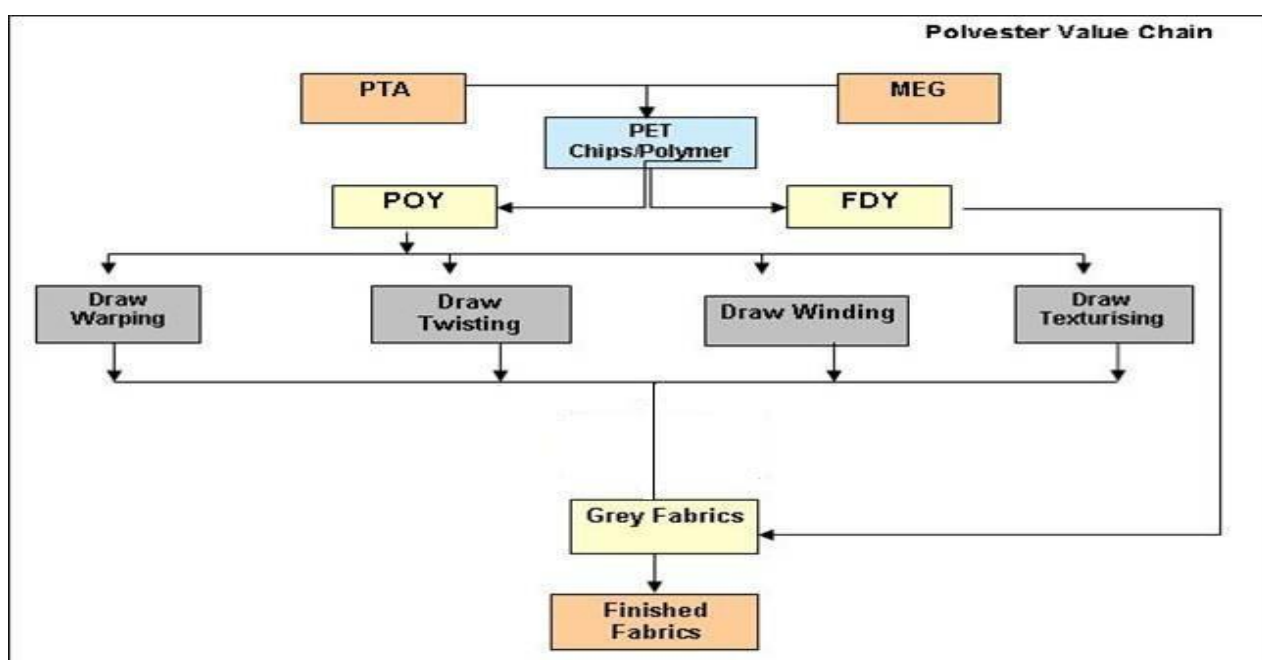 Polvester Value Chain
PTA
MEG
PET
Chips/Polymer
POY
FDY
Draw
Warping
Draw
Twisting
Draw Winding
Draw
Texturising
Grey Fabrics
Finished
Fabrics